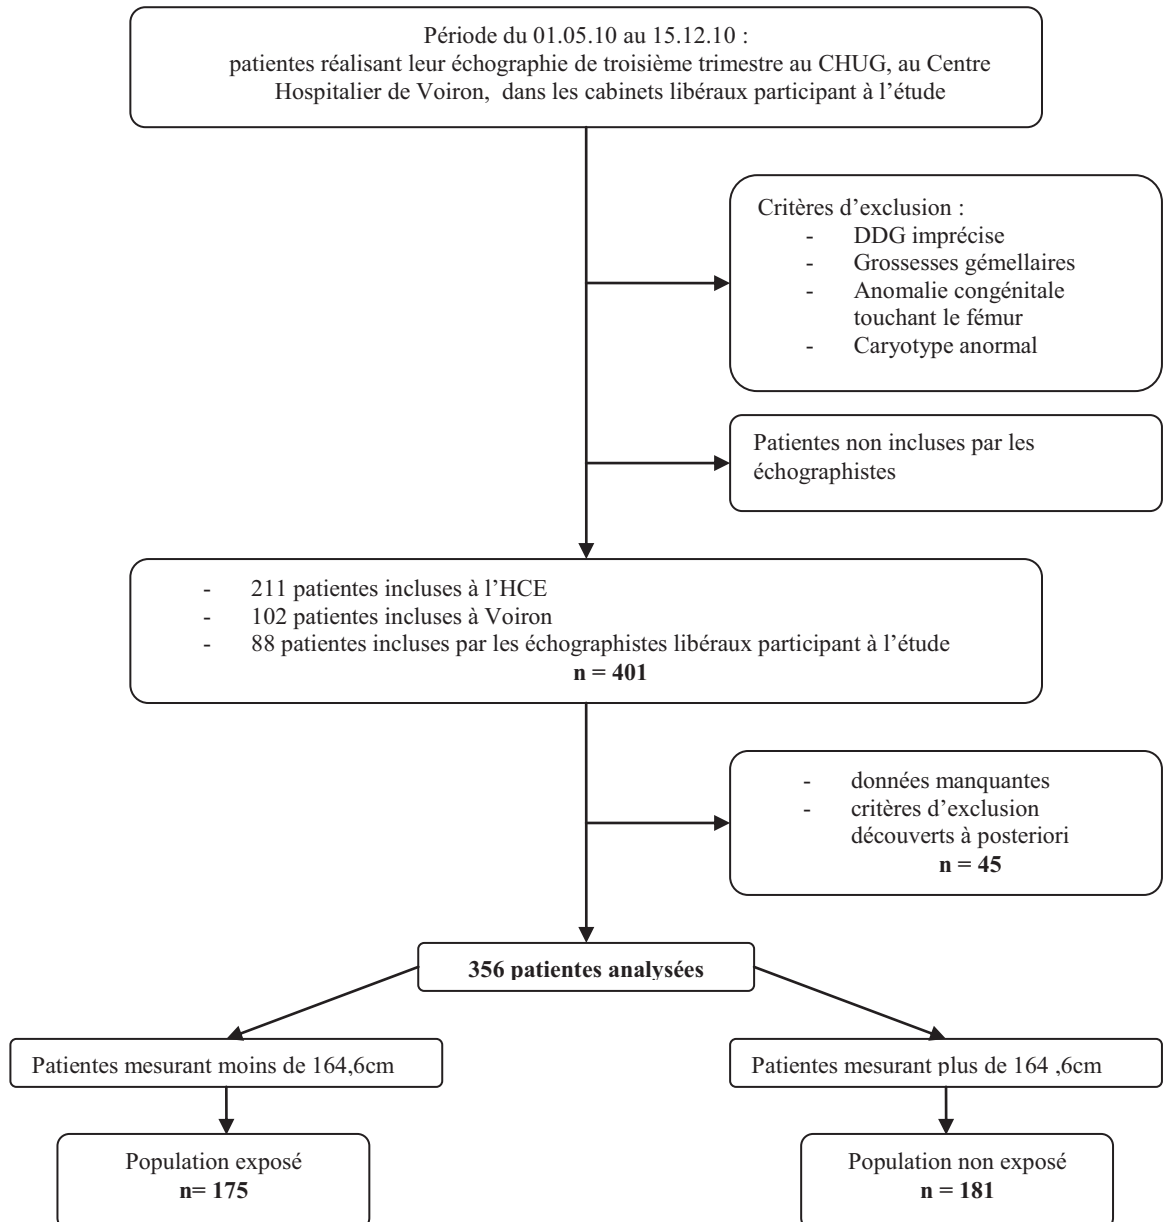 Période du 01.05.10 au 15.12.10 :
patientes réalisant leur échographie de troisième trimestre au CHUG, au Centre
Hospitalier de Voiron, dans les cabinets libéraux participant à l'étude
Critères d'exclusion :
- DDG imprécise
- Grossesses gémellaires
- Anomalie congénitale
touchant le fémur
- Caryotype anormal
Patientes non incluses par les
échographistes
- 211 patientes incluses à l'HCE
- 102 patientes incluses à Voiron
- 88 patientes incluses par les échographistes libéraux participant à l'étude
n = 401
- données manquantes
- critères d'exclusion
découverts à posteriori
n = 45
356 patientes analysées
Patientes mesurant moins de 164,6cm
Patientes mesurant plus de 164 ,6cm
Population exposé
n= 175
Population non exposé
n = 181